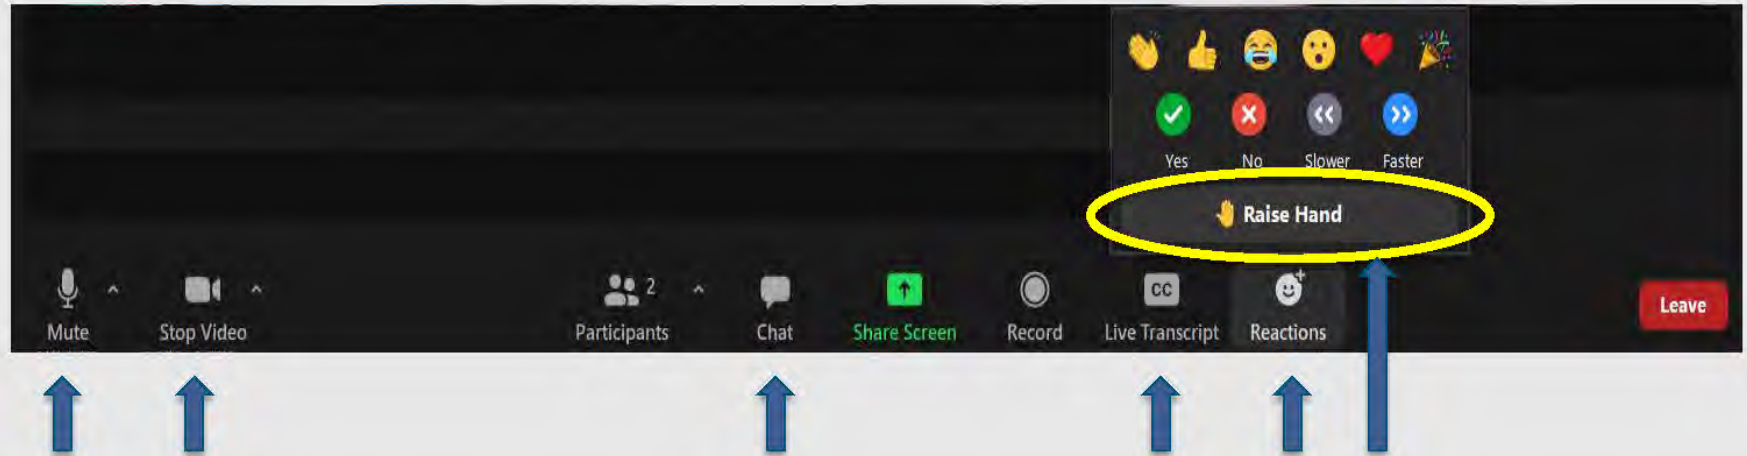 Yes No Slower Faster
Raise Hand
2
CC
Mute Stop Video Participants Chat Share Screen Record Live Transcript Reactions Leave